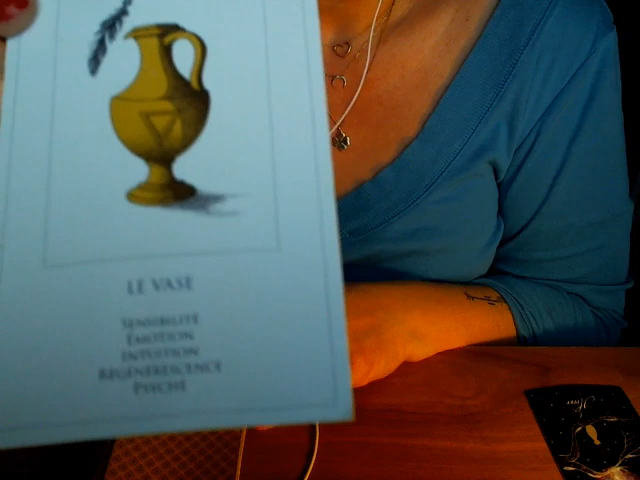 LE VASE
SENSIBILITÉ
ÉMOTION
INTUITION
RÉGÉNÉRESCENCE
PSYCHÉ